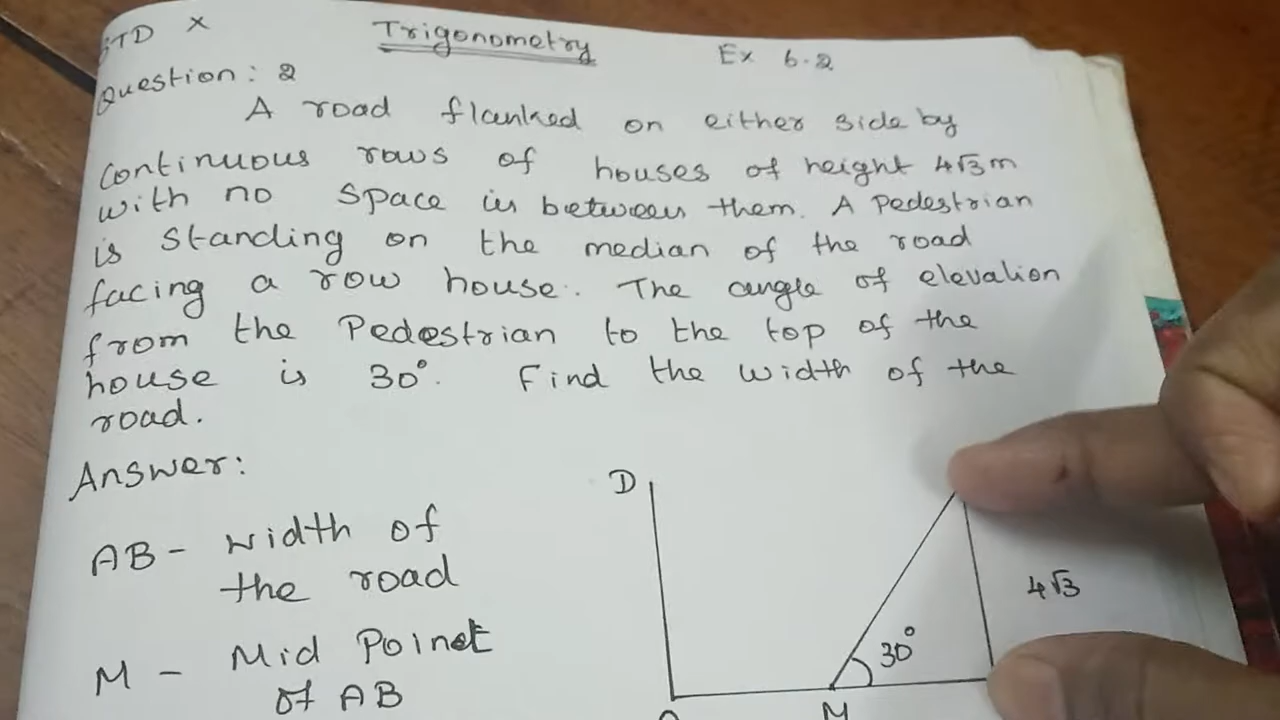 STD X Trigonometry Ex 6.2
Question: 2
A road flanked on either side by
continuous rows of houses of height 4√3 m
with no space in between them. A Pedestrian
is standing on the median of the road
facing a row house. The angle of elevation
from the Pedestrian to the top of the
house is 30°. Find the width of the
road.
Answer:
AB - width of
the road
M - Mid Point
of AB
D
4√3
30°
M